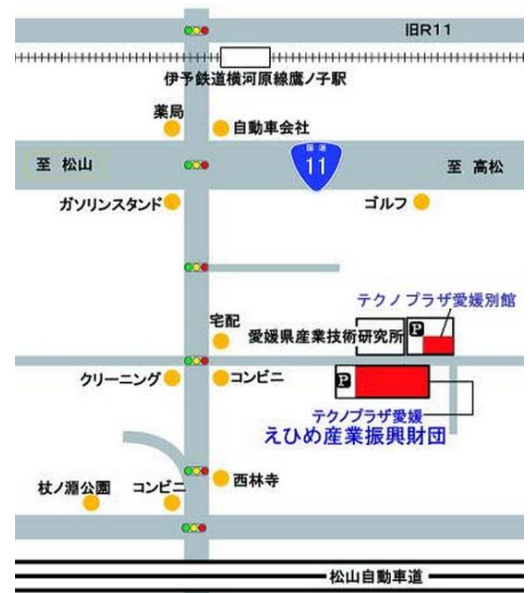 旧R11
伊予鉄道横河原線鷹ノ子駅
薬局
自動車会社
至 松山
国道
11
至 高松
ガソリンスタンド
ゴルフ
テクノプラザ愛媛別館
宅配
愛媛県産業技術研究所
P
クリーニング
コンビニ
P
テクノプラザ愛媛
えひめ産業振興財団
杖ノ淵公園
コンビニ
西林寺
松山自動車道